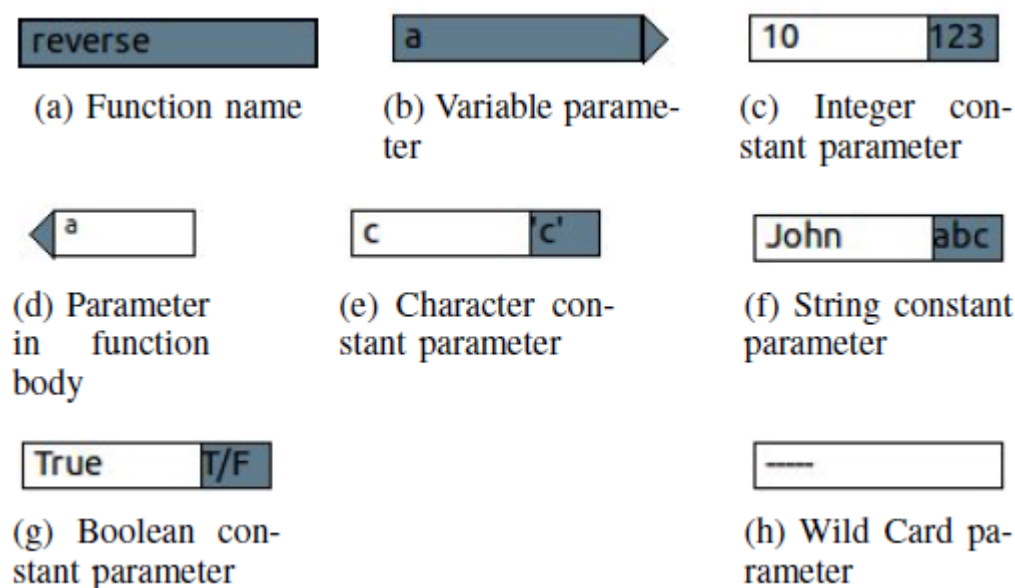 reverse
a
10 123
(a) Function name
(b) Variable parame-
ter
(c) Integer con-
stant parameter
a
c 'c'
John abc
(d) Parameter
in function
body
(e) Character con-
stant parameter
(f) String constant
parameter
True T/F
-----
(g) Boolean con-
stant parameter
(h) Wild Card pa-
rameter